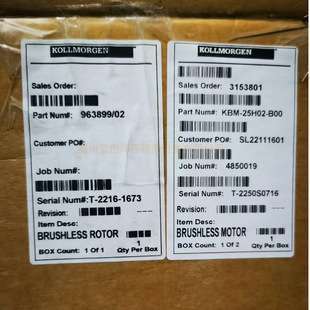 KOLLMORGEN
Sales Order:
Part Num#: 963899/02
Customer PO#:
Job Num#:
Serial Num#:T-2216-1673
Revision:
Item Desc:
BRUSHLESS ROTOR
1
BOX Count: 1 Of 1
Qty Per Box
KOLLMORGEN
Sales Order: 3153801
Part Num#: KBM-25H02-B00
Customer PO#: SL22111601
Job Num#: 4850019
Serial Num#: T-2250S0716
Revision:
Item Desc:
BRUSHLESS MOTOR
1
BOX Count: 1 of 2
Qty Per Box